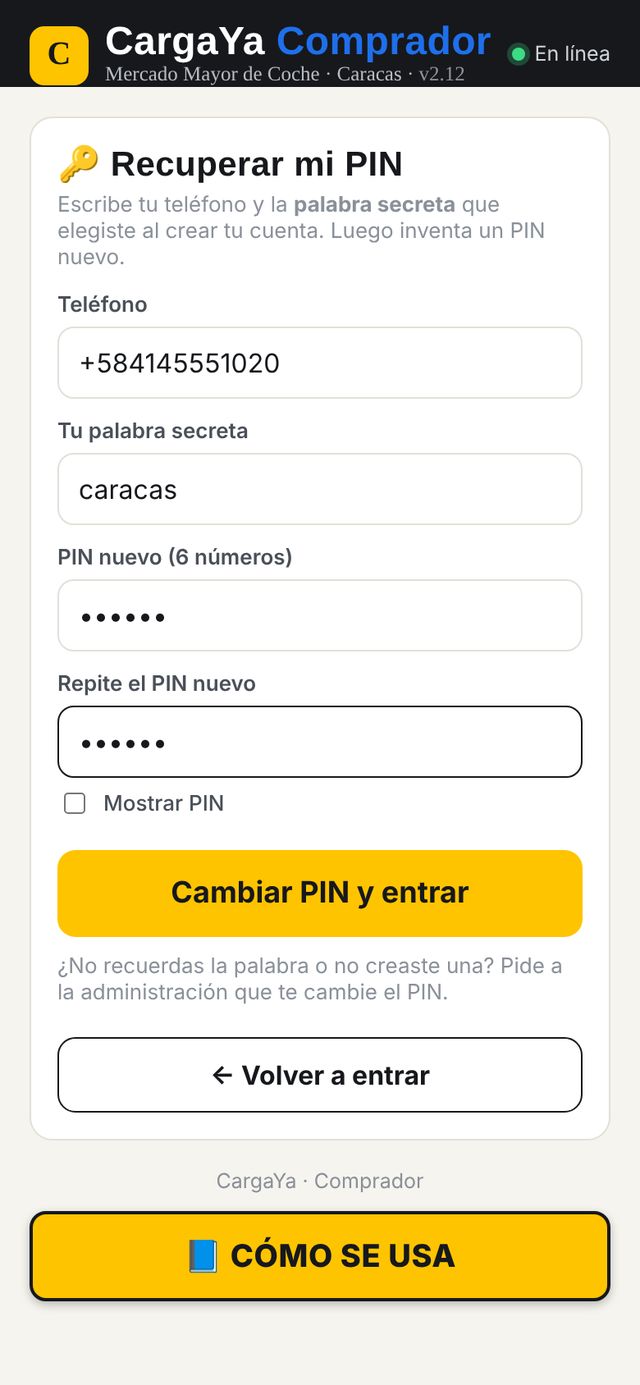 C
CargaYa Comprador
Mercado Mayor de Coche · Caracas · v2.12
En línea
🔑 Recuperar mi PIN
Escribe tu teléfono y la palabra secreta que
elegiste al crear tu cuenta. Luego inventa un PIN
nuevo.
Teléfono
+584145551020
Tu palabra secreta
caracas
PIN nuevo (6 números)
••••••
Repite el PIN nuevo
••••••
Mostrar PIN
Cambiar PIN y entrar
¿No recuerdas la palabra o no creaste una? Pide a
la administración que te cambie el PIN.
← Volver a entrar
CargaYa · Comprador
📘 CÓMO SE USA